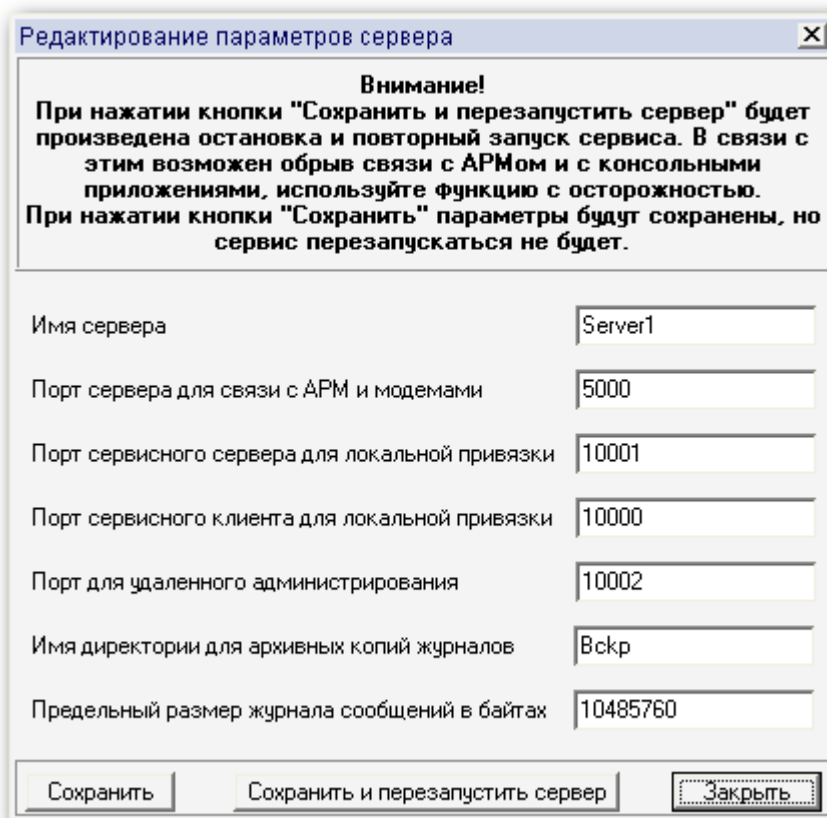 Редактирование параметров сервера
Внимание!
При нажатии кнопки "Сохранить и перезапустить сервер" будет
произведена остановка и повторный запуск сервиса. В связи с
этим возможен обрыв связи с АРМом и с консольными
приложениями, используйте функцию с осторожностью.
При нажатии кнопки "Сохранить" параметры будут сохранены, но
сервис перезапускаться не будет.
Имя сервера Server1
Порт сервера для связи с АРМ и модемами 5000
Порт сервисного сервера для локальной привязки 10001
Порт сервисного клиента для локальной привязки 10000
Порт для удаленного администрирования 10002
Имя директории для архивных копий журналов Bckp
Предельный размер журнала сообщений в байтах 10485760
Сохранить Сохранить и перезапустить сервер Закрыть